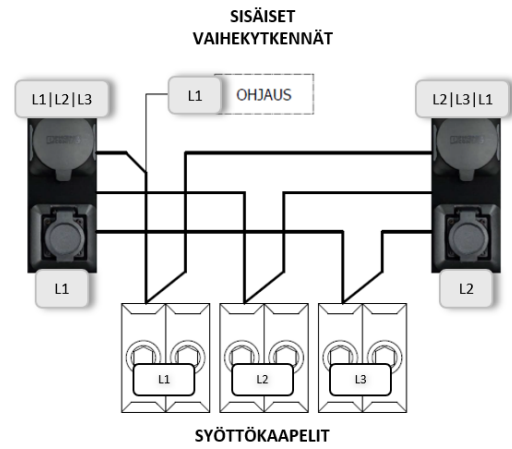 SISÄISET
VAIHEKYTKENNÄT
L1|L2|L3
L1
OHJAUS
L2|L3|L1
L1
L2
L1
L2
L3
SYÖTTÖKAAPELIT